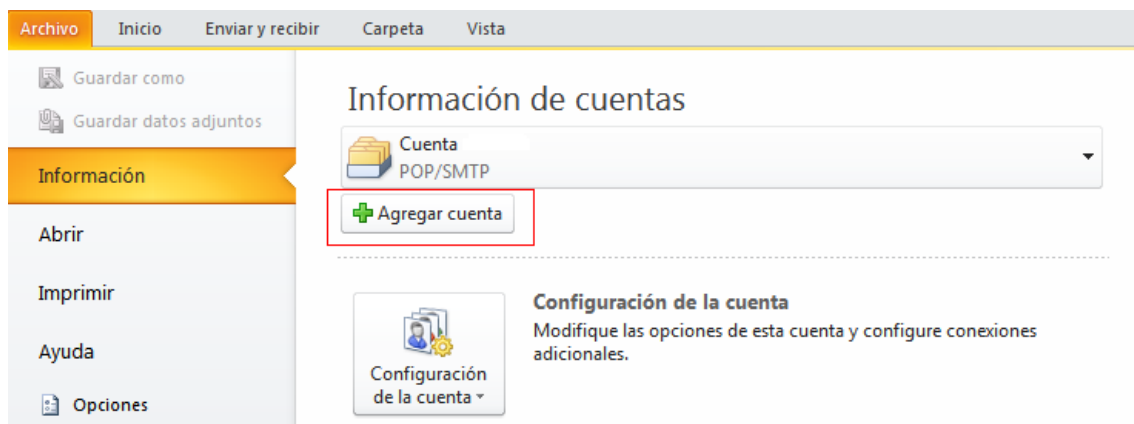 Archivo Inicio Enviar y recibir Carpeta Vista
Guardar como
Guardar datos adjuntos
Información
Abrir
Imprimir
Ayuda
Opciones
Información de cuentas
Cuenta
POP/SMTP
Agregar cuenta
Configuración
de la cuenta
Configuración de la cuenta
Modifique las opciones de esta cuenta y configure conexiones
adicionales.